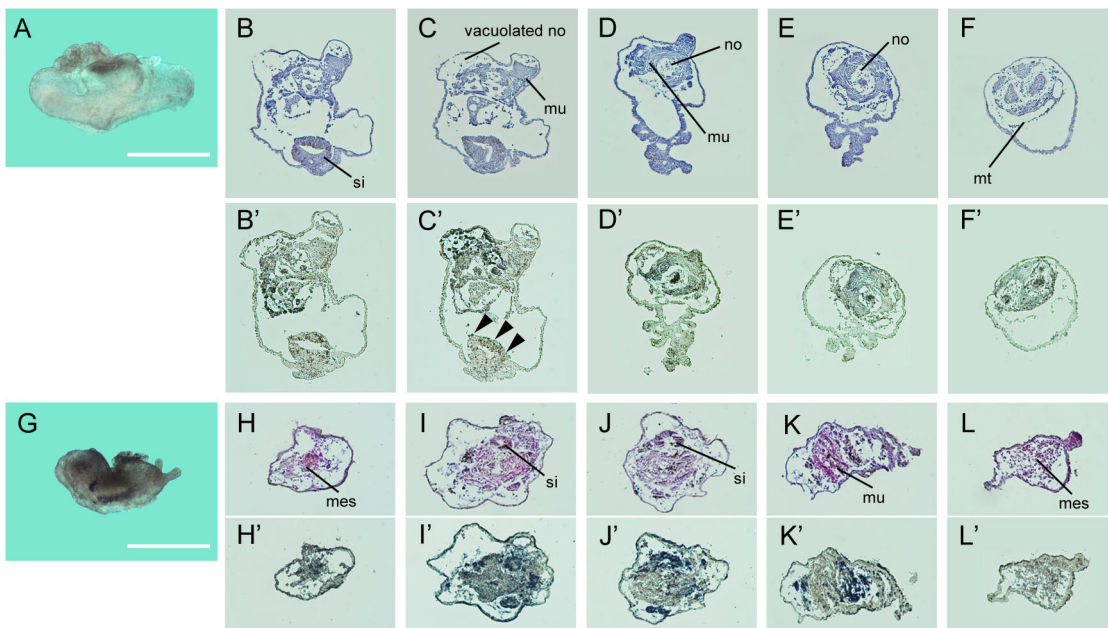 A
B
C
D
E
F
vacuolated no
no
no
mu
mu
si
mt
B’
C’
D’
E’
F’
G
H
I
J
K
L
mes
si
si
mu
mes
H’
I’
J’
K’
L’